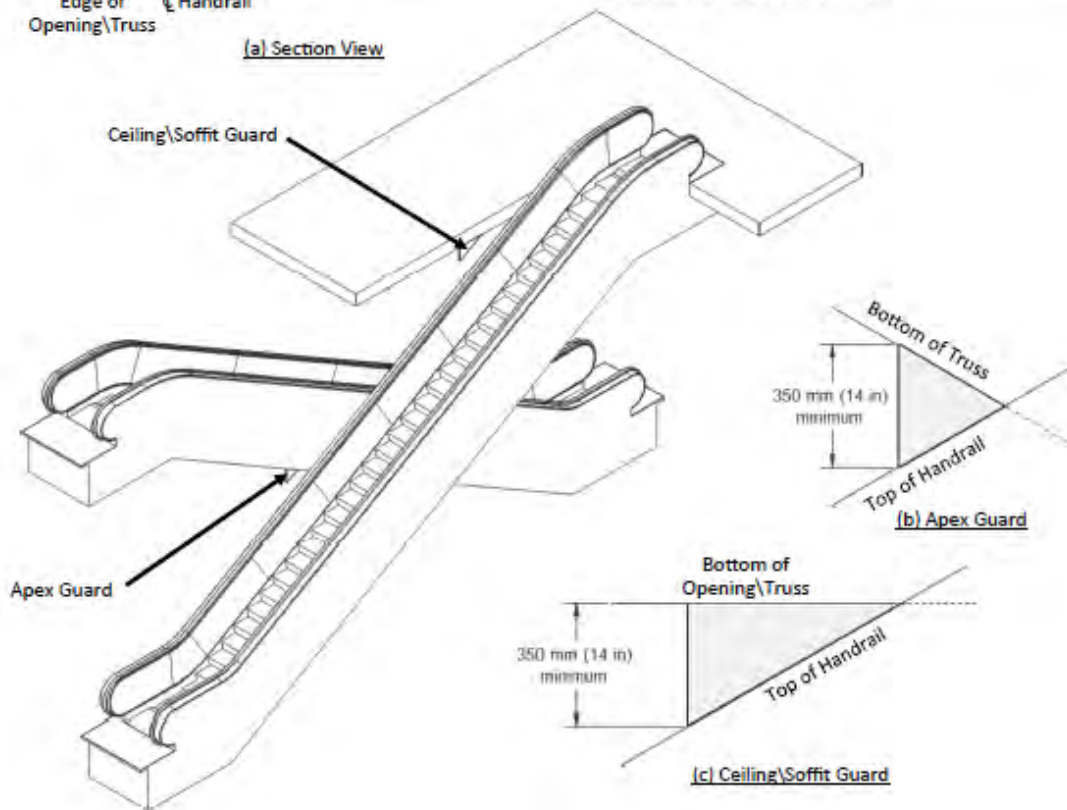 Edge of
Opening\Truss
℄ Handrail
(a) Section View
Ceiling\Soffit Guard
Bottom of Truss
350 mm (14 in)
minimum
Top of Handrail
(b) Apex Guard
Apex Guard
Bottom of
Opening\Truss
350 mm (14 in)
minimum
Top of Handrail
(c) Ceiling\Soffit Guard